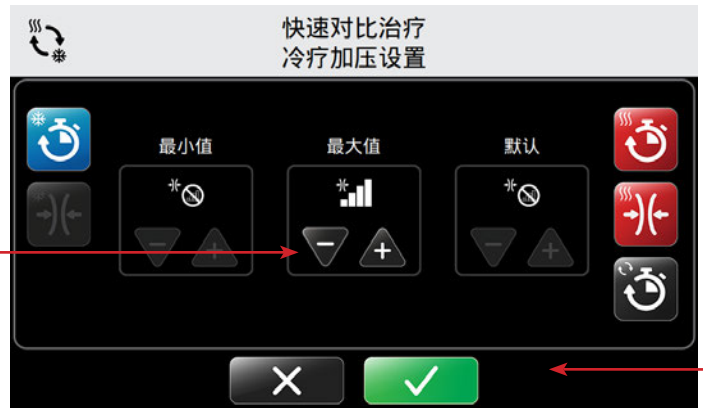 快速对比治疗
冷疗加压设置
最小值
最大值
默认